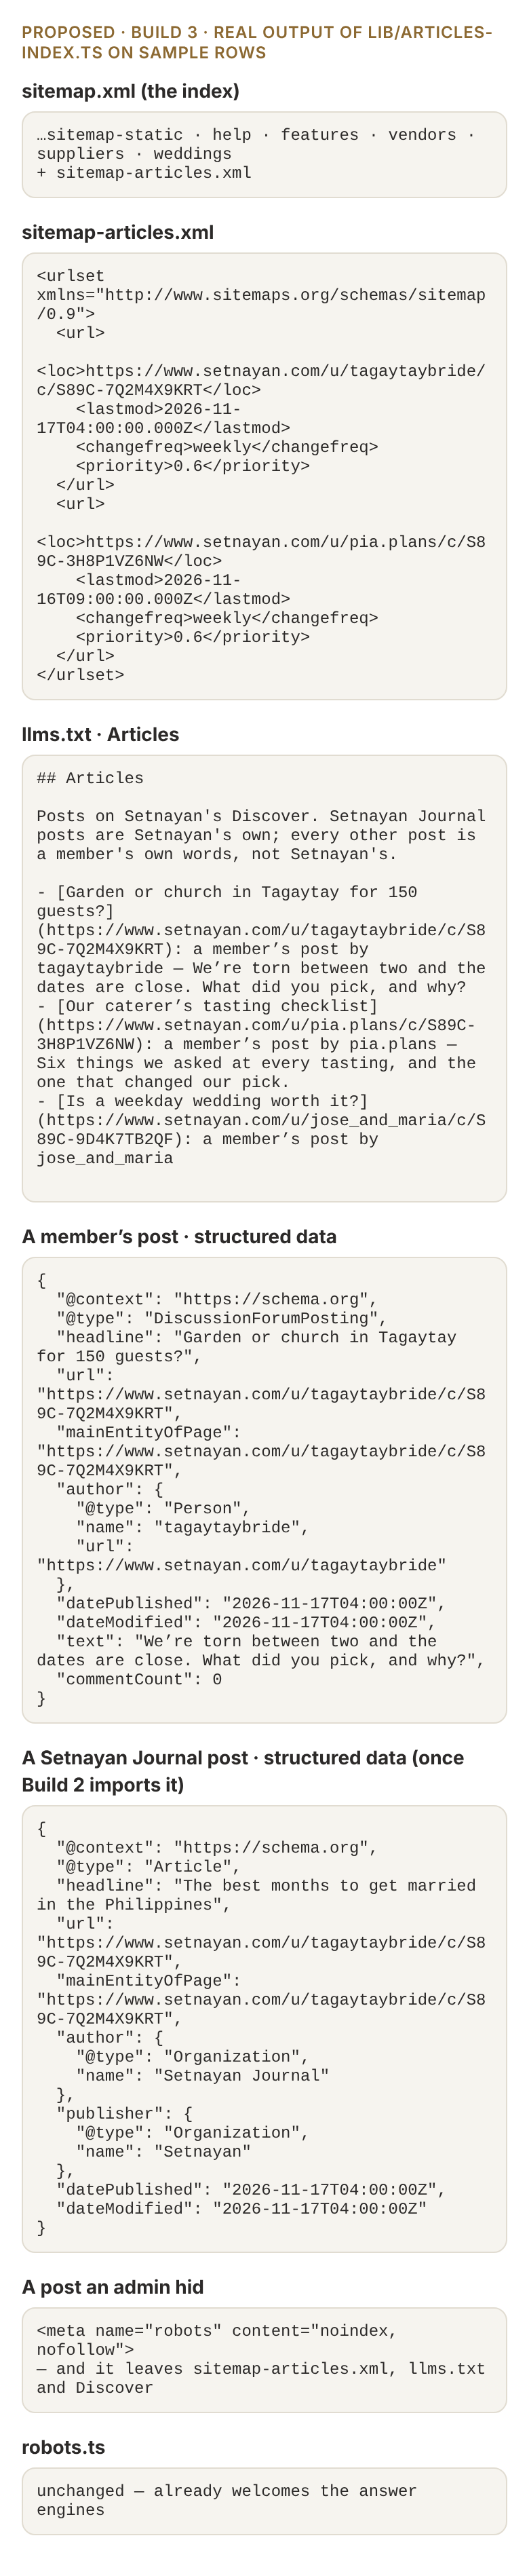 PROPOSED · BUILD 3 · REAL OUTPUT OF LIB/ARTICLES-
INDEX.TS ON SAMPLE ROWS
sitemap.xml (the index)
…sitemap-static · help · features · vendors ·
suppliers · weddings
+ sitemap-articles.xml
sitemap-articles.xml
<urlset
xmlns="http://www.sitemaps.org/schemas/sitemap
/0.9">
  <url>

<loc>https://www.setnayan.com/u/tagaytaybride/
c/S89C-7Q2M4X9KRT</loc>
    <lastmod>2026-11-
17T04:00:00.000Z</lastmod>
    <changefreq>weekly</changefreq>
    <priority>0.6</priority>
  </url>
  <url>

<loc>https://www.setnayan.com/u/pia.plans/c/S8
9C-3H8P1VZ6NW</loc>
    <lastmod>2026-11-
16T09:00:00.000Z</lastmod>
    <changefreq>weekly</changefreq>
    <priority>0.6</priority>
  </url>
</urlset>
llms.txt · Articles
## Articles

Posts on Setnayan's Discover. Setnayan Journal
posts are Setnayan's own; every other post is
a member's own words, not Setnayan's.

- [Garden or church in Tagaytay for 150
guests?]
(https://www.setnayan.com/u/tagaytaybride/c/S8
9C-7Q2M4X9KRT): a member’s post by
tagaytaybride — We’re torn between two and the
dates are close. What did you pick, and why?
- [Our caterer’s tasting checklist]
(https://www.setnayan.com/u/pia.plans/c/S89C-
3H8P1VZ6NW): a member’s post by pia.plans —
Six things we asked at every tasting, and the
one that changed our pick.
- [Is a weekday wedding worth it?]
(https://www.setnayan.com/u/jose_and_maria/c/S
89C-9D4K7TB2QF): a member’s post by
jose_and_maria
A member’s post · structured data
{
  "@context": "https://schema.org",
  "@type": "DiscussionForumPosting",
  "headline": "Garden or church in Tagaytay
for 150 guests?",
  "url":
"https://www.setnayan.com/u/tagaytaybride/c/S8
9C-7Q2M4X9KRT",
  "mainEntityOfPage":
"https://www.setnayan.com/u/tagaytaybride/c/S8
9C-7Q2M4X9KRT",
  "author": {
    "@type": "Person",
    "name": "tagaytaybride",
    "url":
"https://www.setnayan.com/u/tagaytaybride"
  },
  "datePublished": "2026-11-17T04:00:00Z",
  "dateModified": "2026-11-17T04:00:00Z",
  "text": "We’re torn between two and the
dates are close. What did you pick, and why?",
  "commentCount": 0
}
A Setnayan Journal post · structured data (once
Build 2 imports it)
{
  "@context": "https://schema.org",
  "@type": "Article",
  "headline": "The best months to get married
in the Philippines",
  "url":
"https://www.setnayan.com/u/tagaytaybride/c/S8
9C-7Q2M4X9KRT",
  "mainEntityOfPage":
"https://www.setnayan.com/u/tagaytaybride/c/S8
9C-7Q2M4X9KRT",
  "author": {
    "@type": "Organization",
    "name": "Setnayan Journal"
  },
  "publisher": {
    "@type": "Organization",
    "name": "Setnayan"
  },
  "datePublished": "2026-11-17T04:00:00Z",
  "dateModified": "2026-11-17T04:00:00Z"
}
A post an admin hid
<meta name="robots" content="noindex,
nofollow">
— and it leaves sitemap-articles.xml, llms.txt
and Discover
robots.ts
unchanged — already welcomes the answer
engines